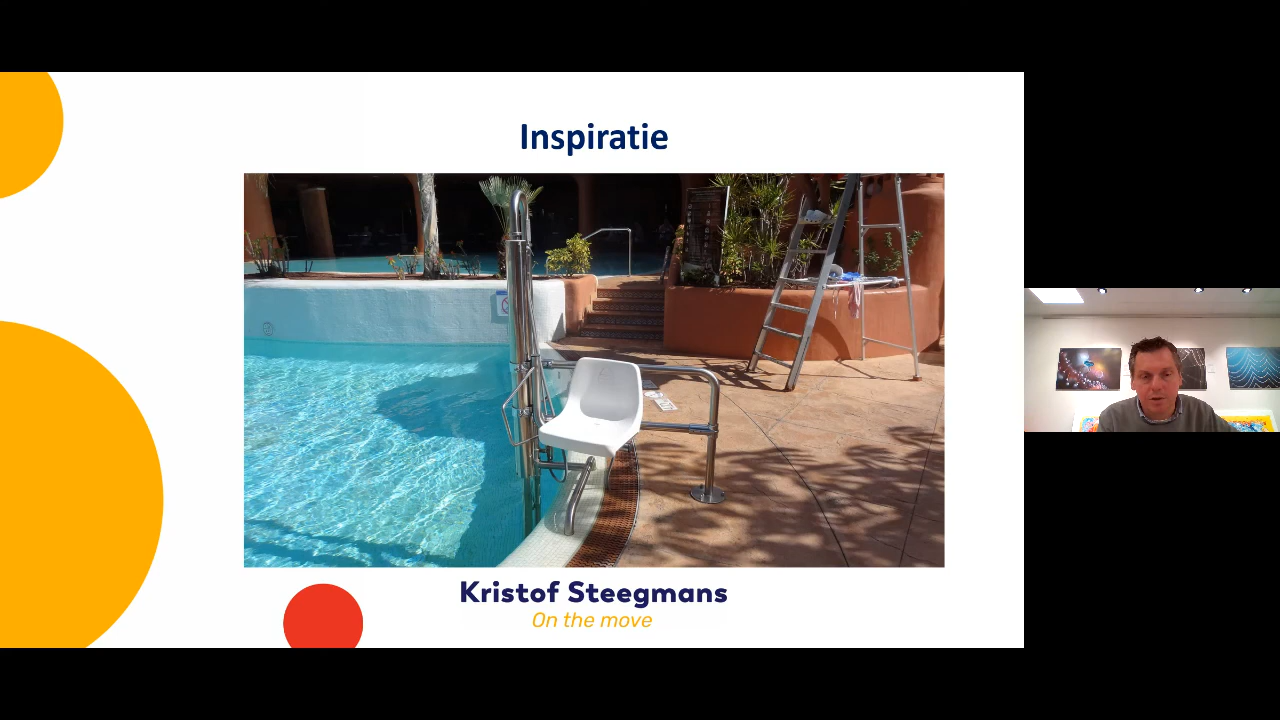 Inspiratie
Kristof Steegmans
On the move